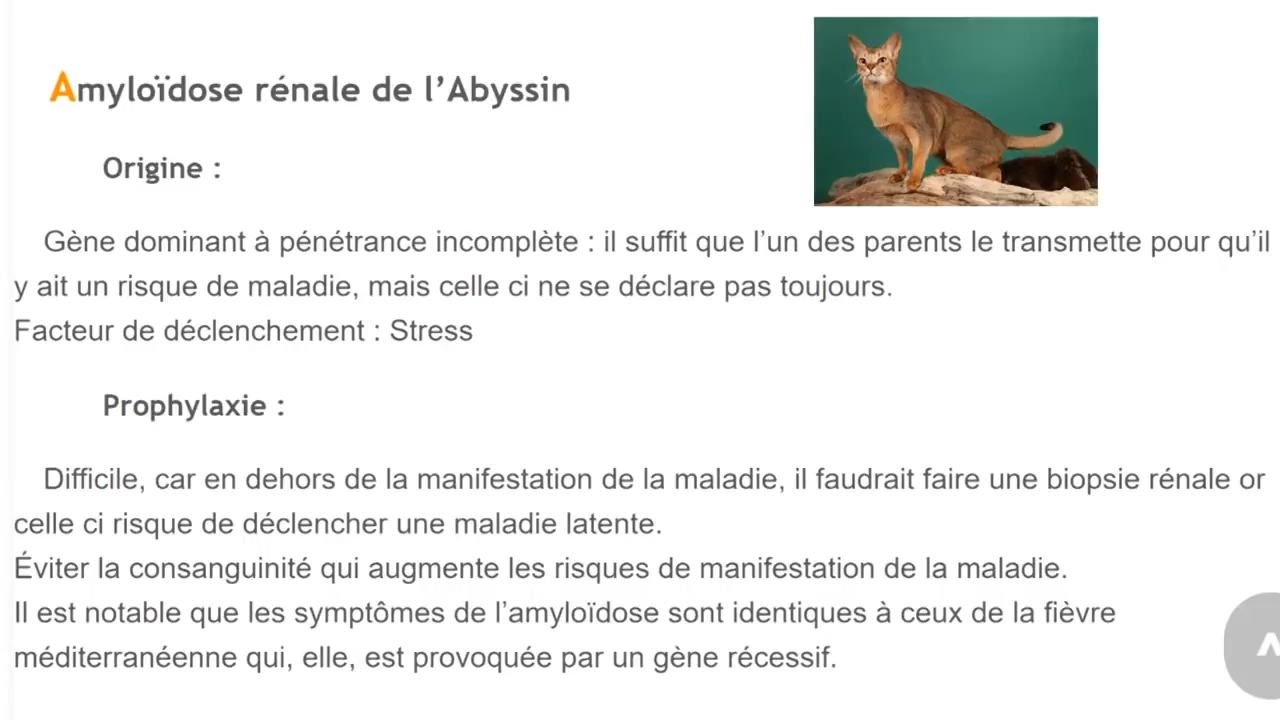 Amyloïdose rénale de l’Abyssin
Origine :
Gène dominant à pénétrance incomplète : il suffit que l’un des parents le transmette pour qu’il
y ait un risque de maladie, mais celle ci ne se déclare pas toujours.
Facteur de déclenchement : Stress
Prophylaxie :
Difficile, car en dehors de la manifestation de la maladie, il faudrait faire une biopsie rénale or
celle ci risque de déclencher une maladie latente.
Éviter la consanguinité qui augmente les risques de manifestation de la maladie.
Il est notable que les symptômes de l’amyloïdose sont identiques à ceux de la fièvre
méditerranéenne qui, elle, est provoquée par un gène récessif.